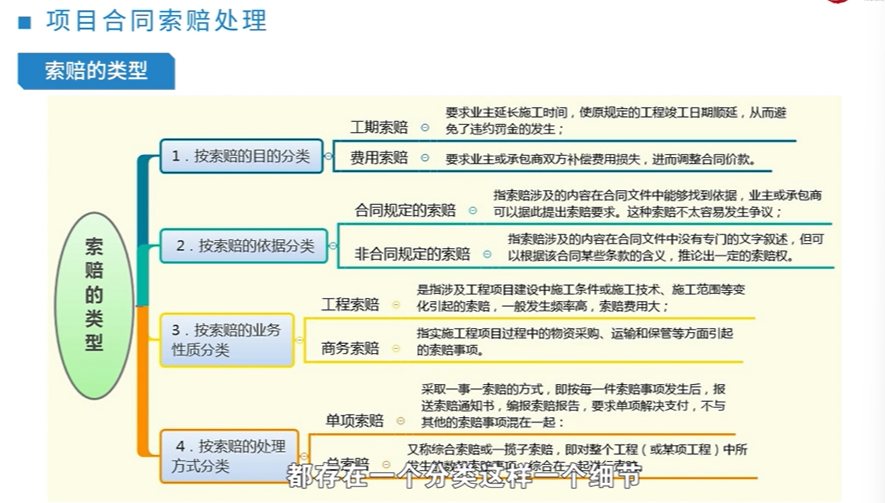 项目合同索赔处理
索赔的类型
索赔的类型
1．按索赔的目的分类
工期索赔
要求业主延长施工时间，使原规定的工程竣工日期顺延，从而避
免了违约罚金的发生；
费用索赔
要求业主或承包商双方补偿费用损失，进而调整合同价款。
2．按索赔的依据分类
合同规定的索赔
指索赔涉及的内容在合同文件中能够找到依据，业主或承包商
可以据此提出索赔要求。这种索赔不太容易发生争议；
非合同规定的索赔
指索赔涉及的内容在合同文件中没有专门的文字叙述，但可
以根据该合同某些条款的含义，推论出一定的索赔权。
3．按索赔的业务
性质分类
工程索赔
是指涉及工程项目建设中施工条件或施工技术、施工范围等变
化引起的索赔，一般发生频率高，索赔费用大；
商务索赔
指实施工程项目过程中的物资采购、运输和保管等方面引起
的索赔事项。
4．按索赔的处理
方式分类
单项索赔
采取一事一索赔的方式，即按每一件索赔事项发生后，报
送索赔通知书，编报索赔报告，要求单项解决支付，不与
其他的索赔事项混在一起；
总索赔
又称综合索赔或一揽子索赔，即对整个工程（或某项工程）中所
都存在一个分类这样一个细节